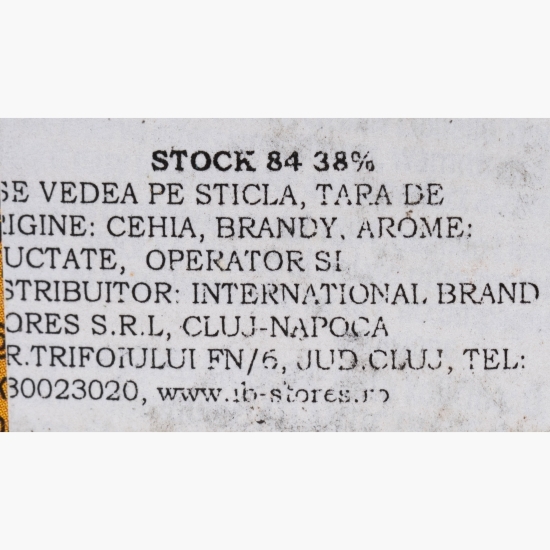 STOCK 84 38%
SE VEDEA PE STICLA, TARA DE
IGINE: CEHIA, BRANDY, AROME:
UCTATE, OPERATOR SI
STRIBUITOR: INTERNATIONAL BRAND
ORES S.R.L, CLUJ-NAPOCA
R.TRIFOIULUI FN/6, JUD.CLUJ, TEL:
30023020, www.ib-stores.ro